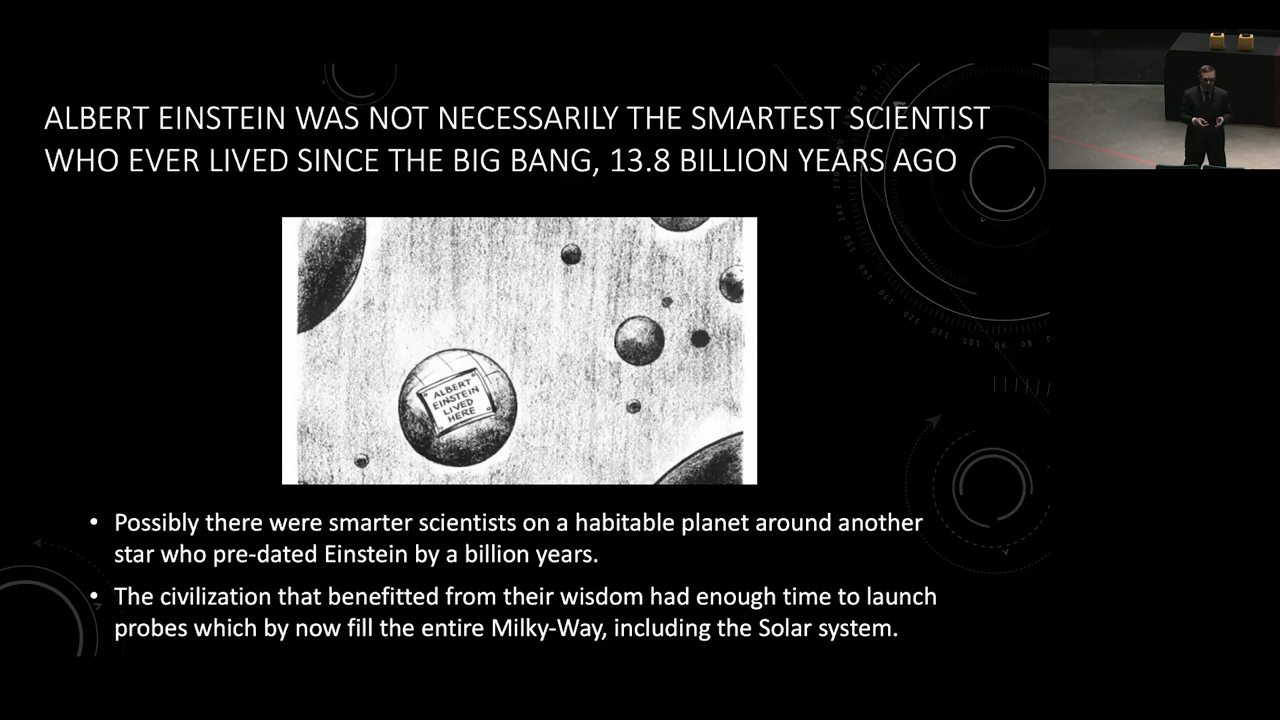 ALBERT EINSTEIN WAS NOT NECESSARILY THE SMARTEST SCIENTIST
WHO EVER LIVED SINCE THE BIG BANG, 13.8 BILLION YEARS AGO
ALBERT
EINSTEIN
LIVED
HERE
• Possibly there were smarter scientists on a habitable planet around another
star who pre-dated Einstein by a billion years.
• The civilization that benefitted from their wisdom had enough time to launch
probes which by now fill the entire Milky-Way, including the Solar system.